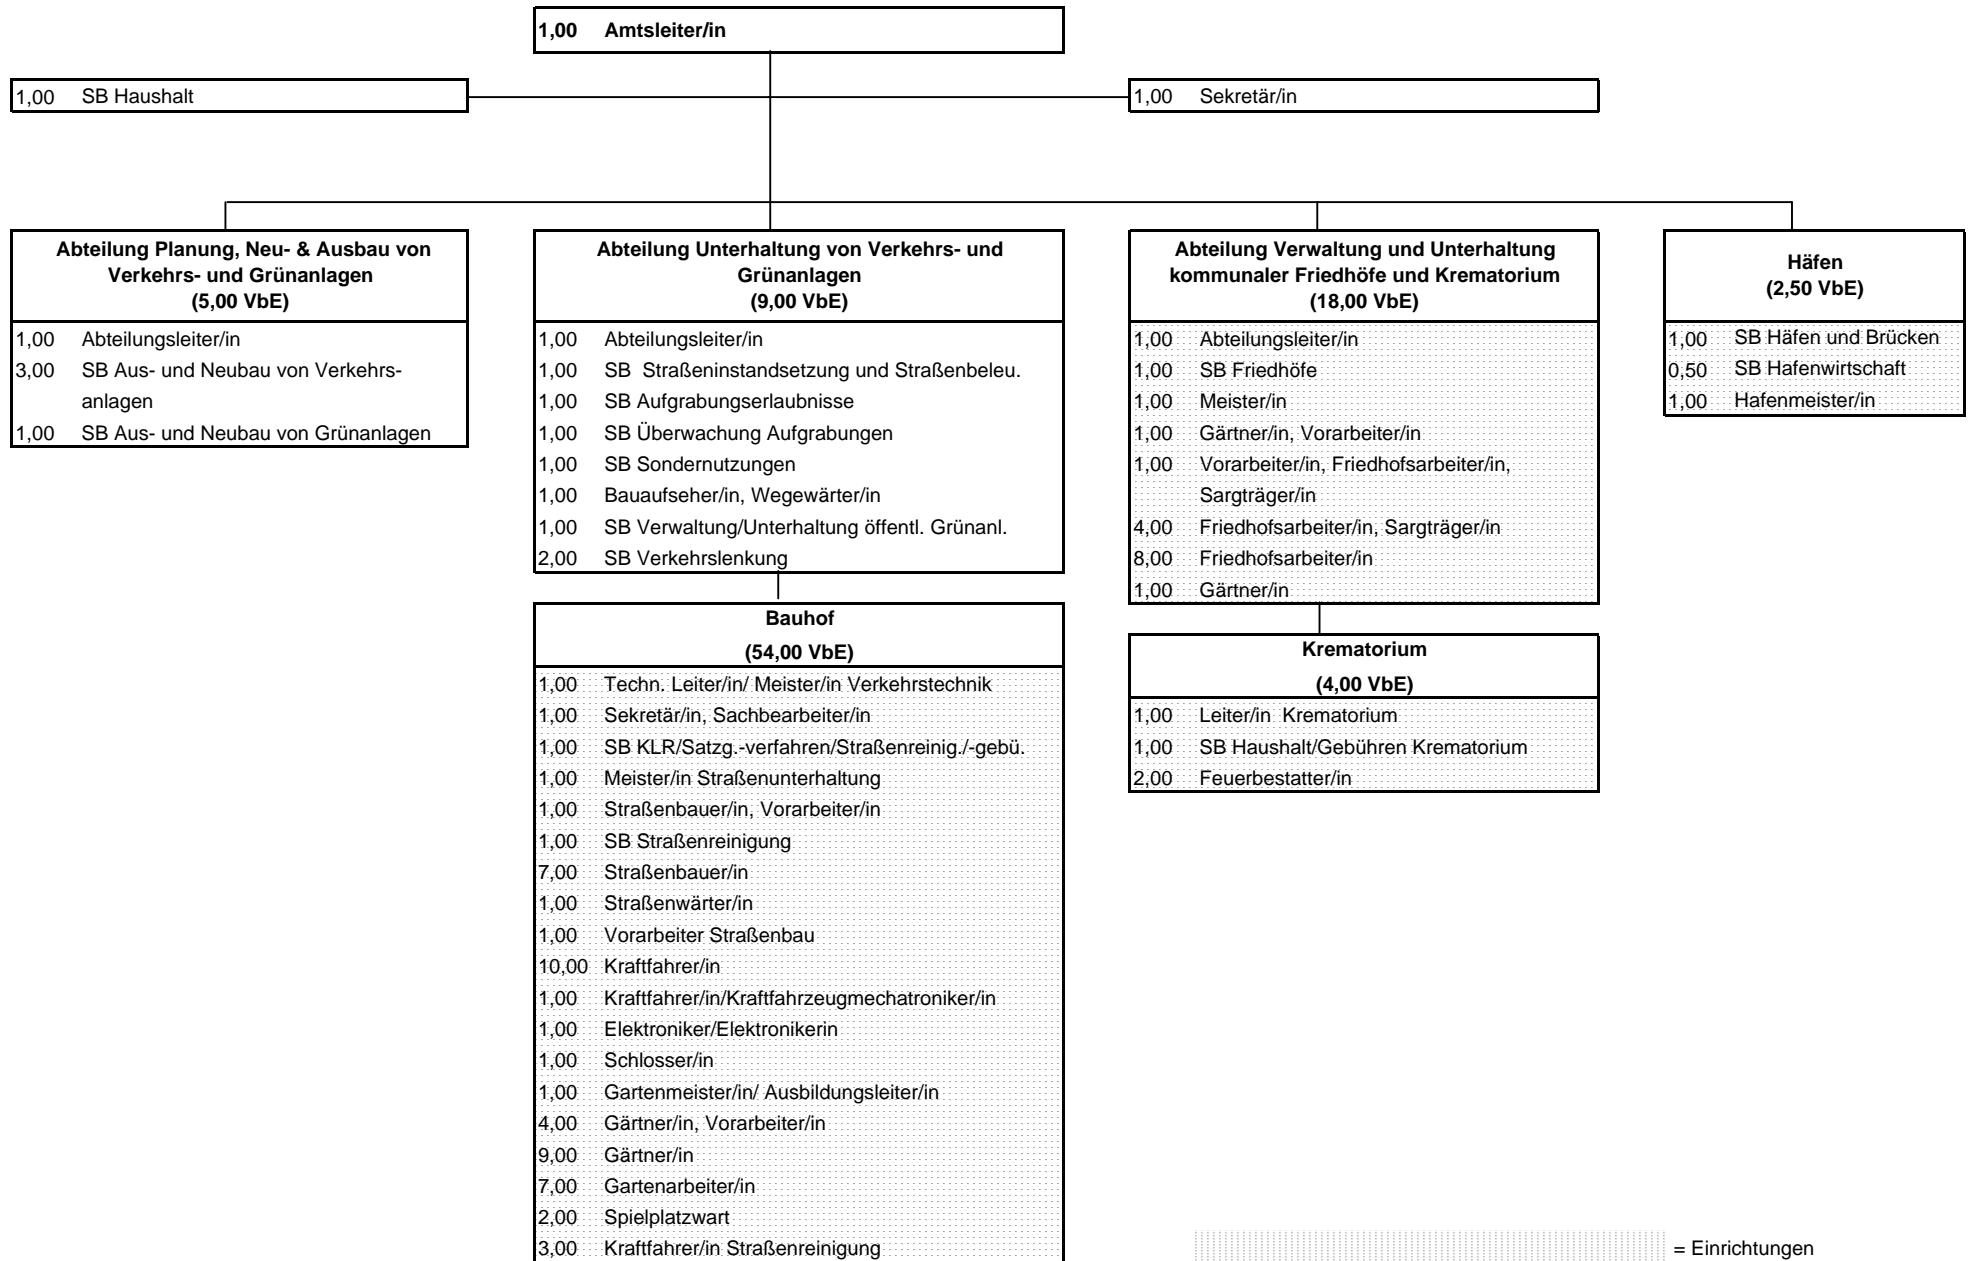 1,00 Amtsleiter/in
1,00 SB Haushalt
1,00 Sekretär/in
Abteilung Planung, Neu- & Ausbau von
Verkehrs- und Grünanlagen
(5,00 VbE)
1,00 Abteilungsleiter/in
3,00 SB Aus- und Neubau von Verkehrs-
anlagen
1,00 SB Aus- und Neubau von Grünanlagen
Abteilung Unterhaltung von Verkehrs- und
Grünanlagen
(9,00 VbE)
1,00 Abteilungsleiter/in
1,00 SB Straßeninstandsetzung und Straßenbeleu.
1,00 SB Aufgrabungserlaubnisse
1,00 SB Überwachung Aufgrabungen
1,00 SB Sondernutzungen
1,00 Bauaufseher/in, Wegewärter/in
1,00 SB Verwaltung/Unterhaltung öffentl. Grünanl.
2,00 SB Verkehrslenkung
Bauhof
(54,00 VbE)
1,00 Techn. Leiter/in/ Meister/in Verkehrstechnik
1,00 Sekretär/in, Sachbearbeiter/in
1,00 SB KLR/Satzg.-verfahren/Straßenreinig./-gebü.
1,00 Meister/in Straßenunterhaltung
1,00 Straßenbauer/in, Vorarbeiter/in
1,00 SB Straßenreinigung
7,00 Straßenbauer/in
1,00 Straßenwärter/in
1,00 Vorarbeiter Straßenbau
10,00 Kraftfahrer/in
1,00 Kraftfahrer/in/Kraftfahrzeugmechatroniker/in
1,00 Elektroniker/Elektronikerin
1,00 Schlosser/in
1,00 Gartenmeister/in/ Ausbildungsleiter/in
4,00 Gärtner/in, Vorarbeiter/in
9,00 Gärtner/in
7,00 Gartenarbeiter/in
2,00 Spielplatzwart
3,00 Kraftfahrer/in Straßenreinigung
Abteilung Verwaltung und Unterhaltung
kommunaler Friedhöfe und Krematorium
(18,00 VbE)
1,00 Abteilungsleiter/in
1,00 SB Friedhöfe
1,00 Meister/in
1,00 Gärtner/in, Vorarbeiter/in
1,00 Vorarbeiter/in, Friedhofsarbeiter/in,
Sargträger/in
4,00 Friedhofsarbeiter/in, Sargträger/in
8,00 Friedhofsarbeiter/in
1,00 Gärtner/in
Krematorium
(4,00 VbE)
1,00 Leiter/in Krematorium
1,00 SB Haushalt/Gebühren Krematorium
2,00 Feuerbestatter/in
Häfen
(2,50 VbE)
1,00 SB Häfen und Brücken
0,50 SB Hafenwirtschaft
1,00 Hafenmeister/in
= Einrichtungen